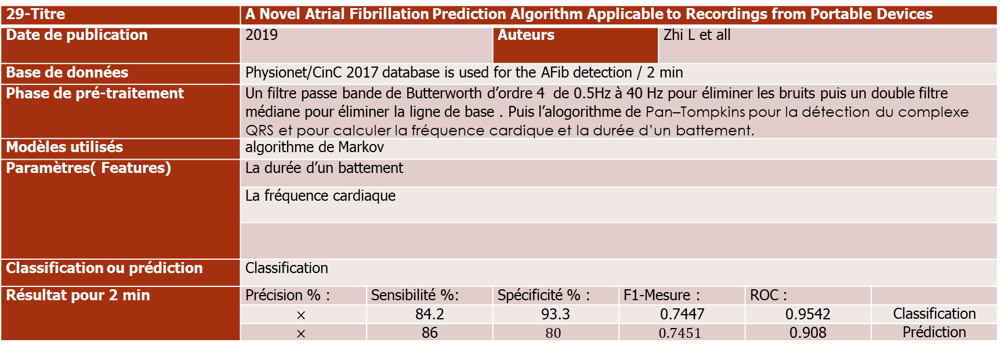 29-Titre A Novel Atrial Fibrillation Prediction Algorithm Applicable to Recordings from Portable Devices
Date de publication 2019 Auteurs Zhi L et all
Base de données Physionet/CinC 2017 database is used for the AFib detection / 2 min
Phase de pré-traitement Un filtre passe bande de Butterworth d’ordre 4 de 0.5Hz à 40 Hz pour éliminer les bruits puis un double filtre
médiane pour éliminer la ligne de base . Puis l’alogorithme de Pan–Tompkins pour la détection du complexe
QRS et pour calculer la fréquence cardique et la durée d’un battement.
Modèles utilisés algorithme de Markov
Paramètres( Features) La durée d’un battement
La fréquence cardiaque
Classification ou prédiction Classification
Résultat pour 2 min Précision % : Sensibilité %: Spécificité % : F1-Mesure : ROC :
× 84.2 93.3 0.7447 0.9542 Classification
× 86 80 0.7451 0.908 Prédiction